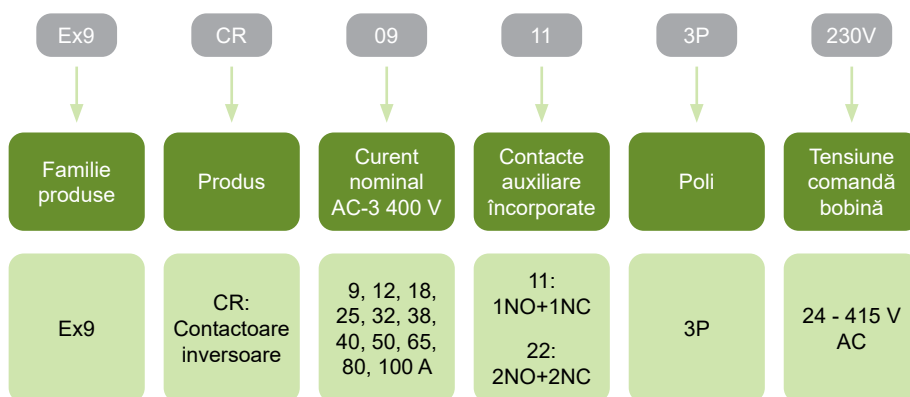 Ex9
CR
09
11
3P
230V
Familie
produse
Produs
Curent
nominal
AC-3 400 V
Contacte
auxiliare
încorporate
Poli
Tensiune
comandă
bobină
Ex9
CR:
Contactoare
inversoare
9, 12, 18,
25, 32, 38,
40, 50, 65,
80, 100 A
11:
1NO+1NC
22:
2NO+2NC
3P
24 - 415 V
AC